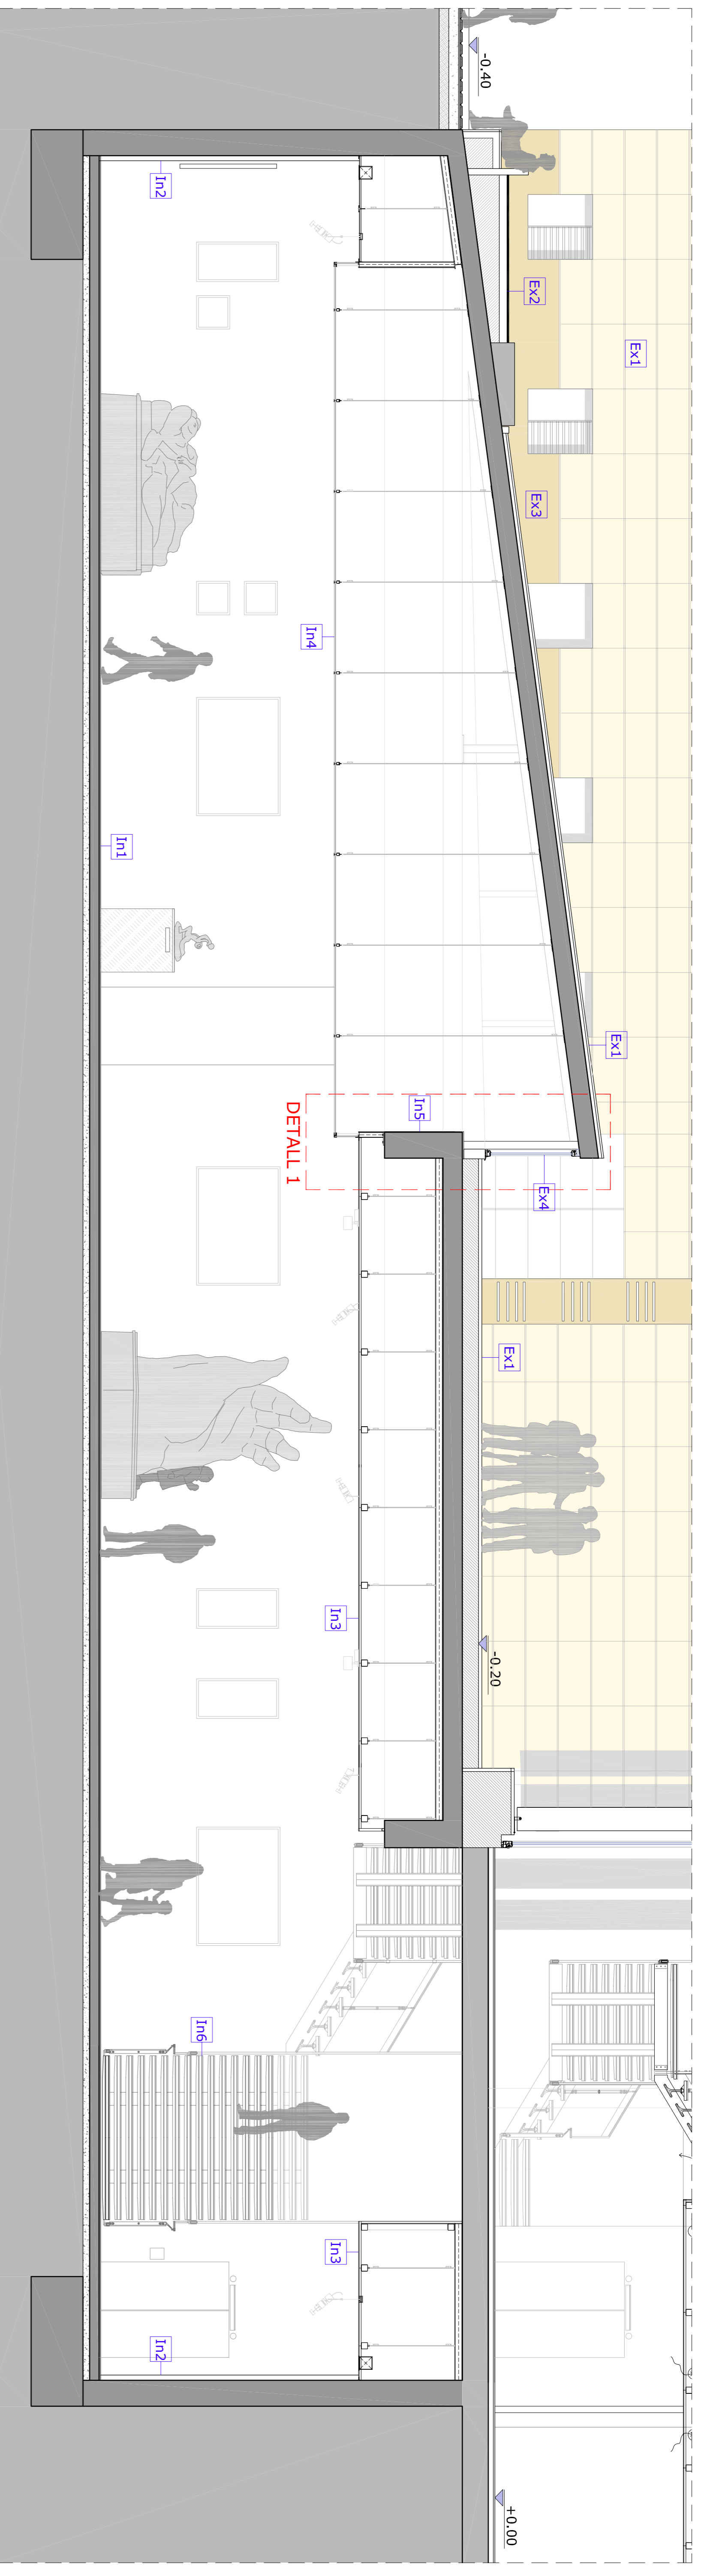 Ex1
Ex1
Ex4
Ex3
Ex2
+0.00
Ex1
-0.20
-0.40
In5
In3
In3
In4
DETALL 1
In6
In2
In2
In1